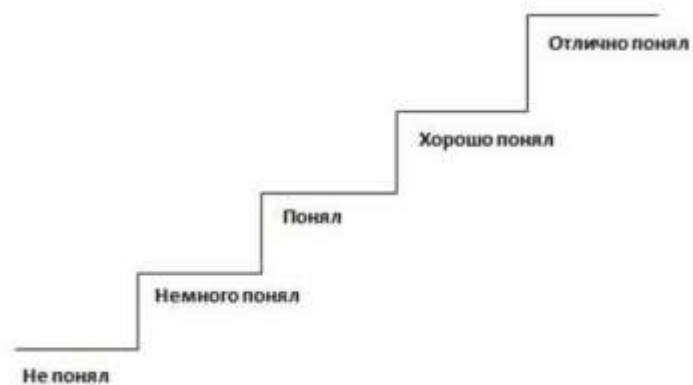 Отлично понял
Хорошо понял
Понял
Немного понял
Не понял